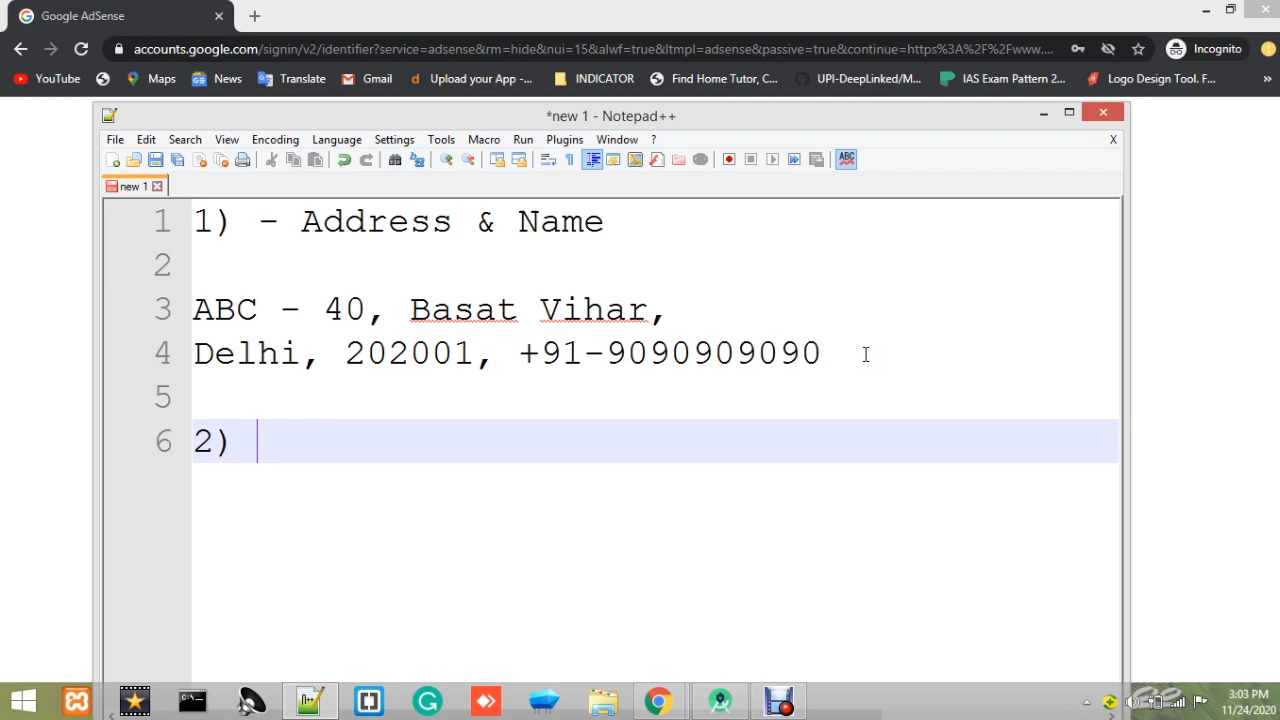 Google AdSense
accounts.google.com/signin/v2/identifier?service=adsense&rm=hide&nui=15&alwf=true&ltmpl=adsense&passive=true&continue=https%3A%2F%2Fwww....
Incognito
YouTube Maps News Translate Gmail Upload your App -... INDICATOR Find Home Tutor, C... UPI-DeepLinked/M... IAS Exam Pattern 2... Logo Design Tool. F... »
*new 1 - Notepad++
File Edit Search View Encoding Language Settings Tools Macro Run Plugins Window ? X
ABC
new 1
1 1) - Address & Name
2
3 ABC - 40, Basat Vihar,
4 Delhi, 202001, +91-9090909090
5
6 2)
3:03 PM
11/24/2020